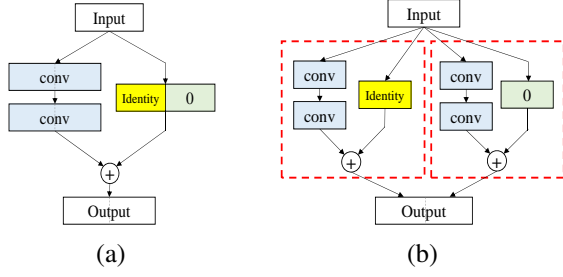 Input
conv
conv
Identity 0
+
Output
(a)
Input
conv
conv
Identity
+
conv
conv
0
+
Output
(b)